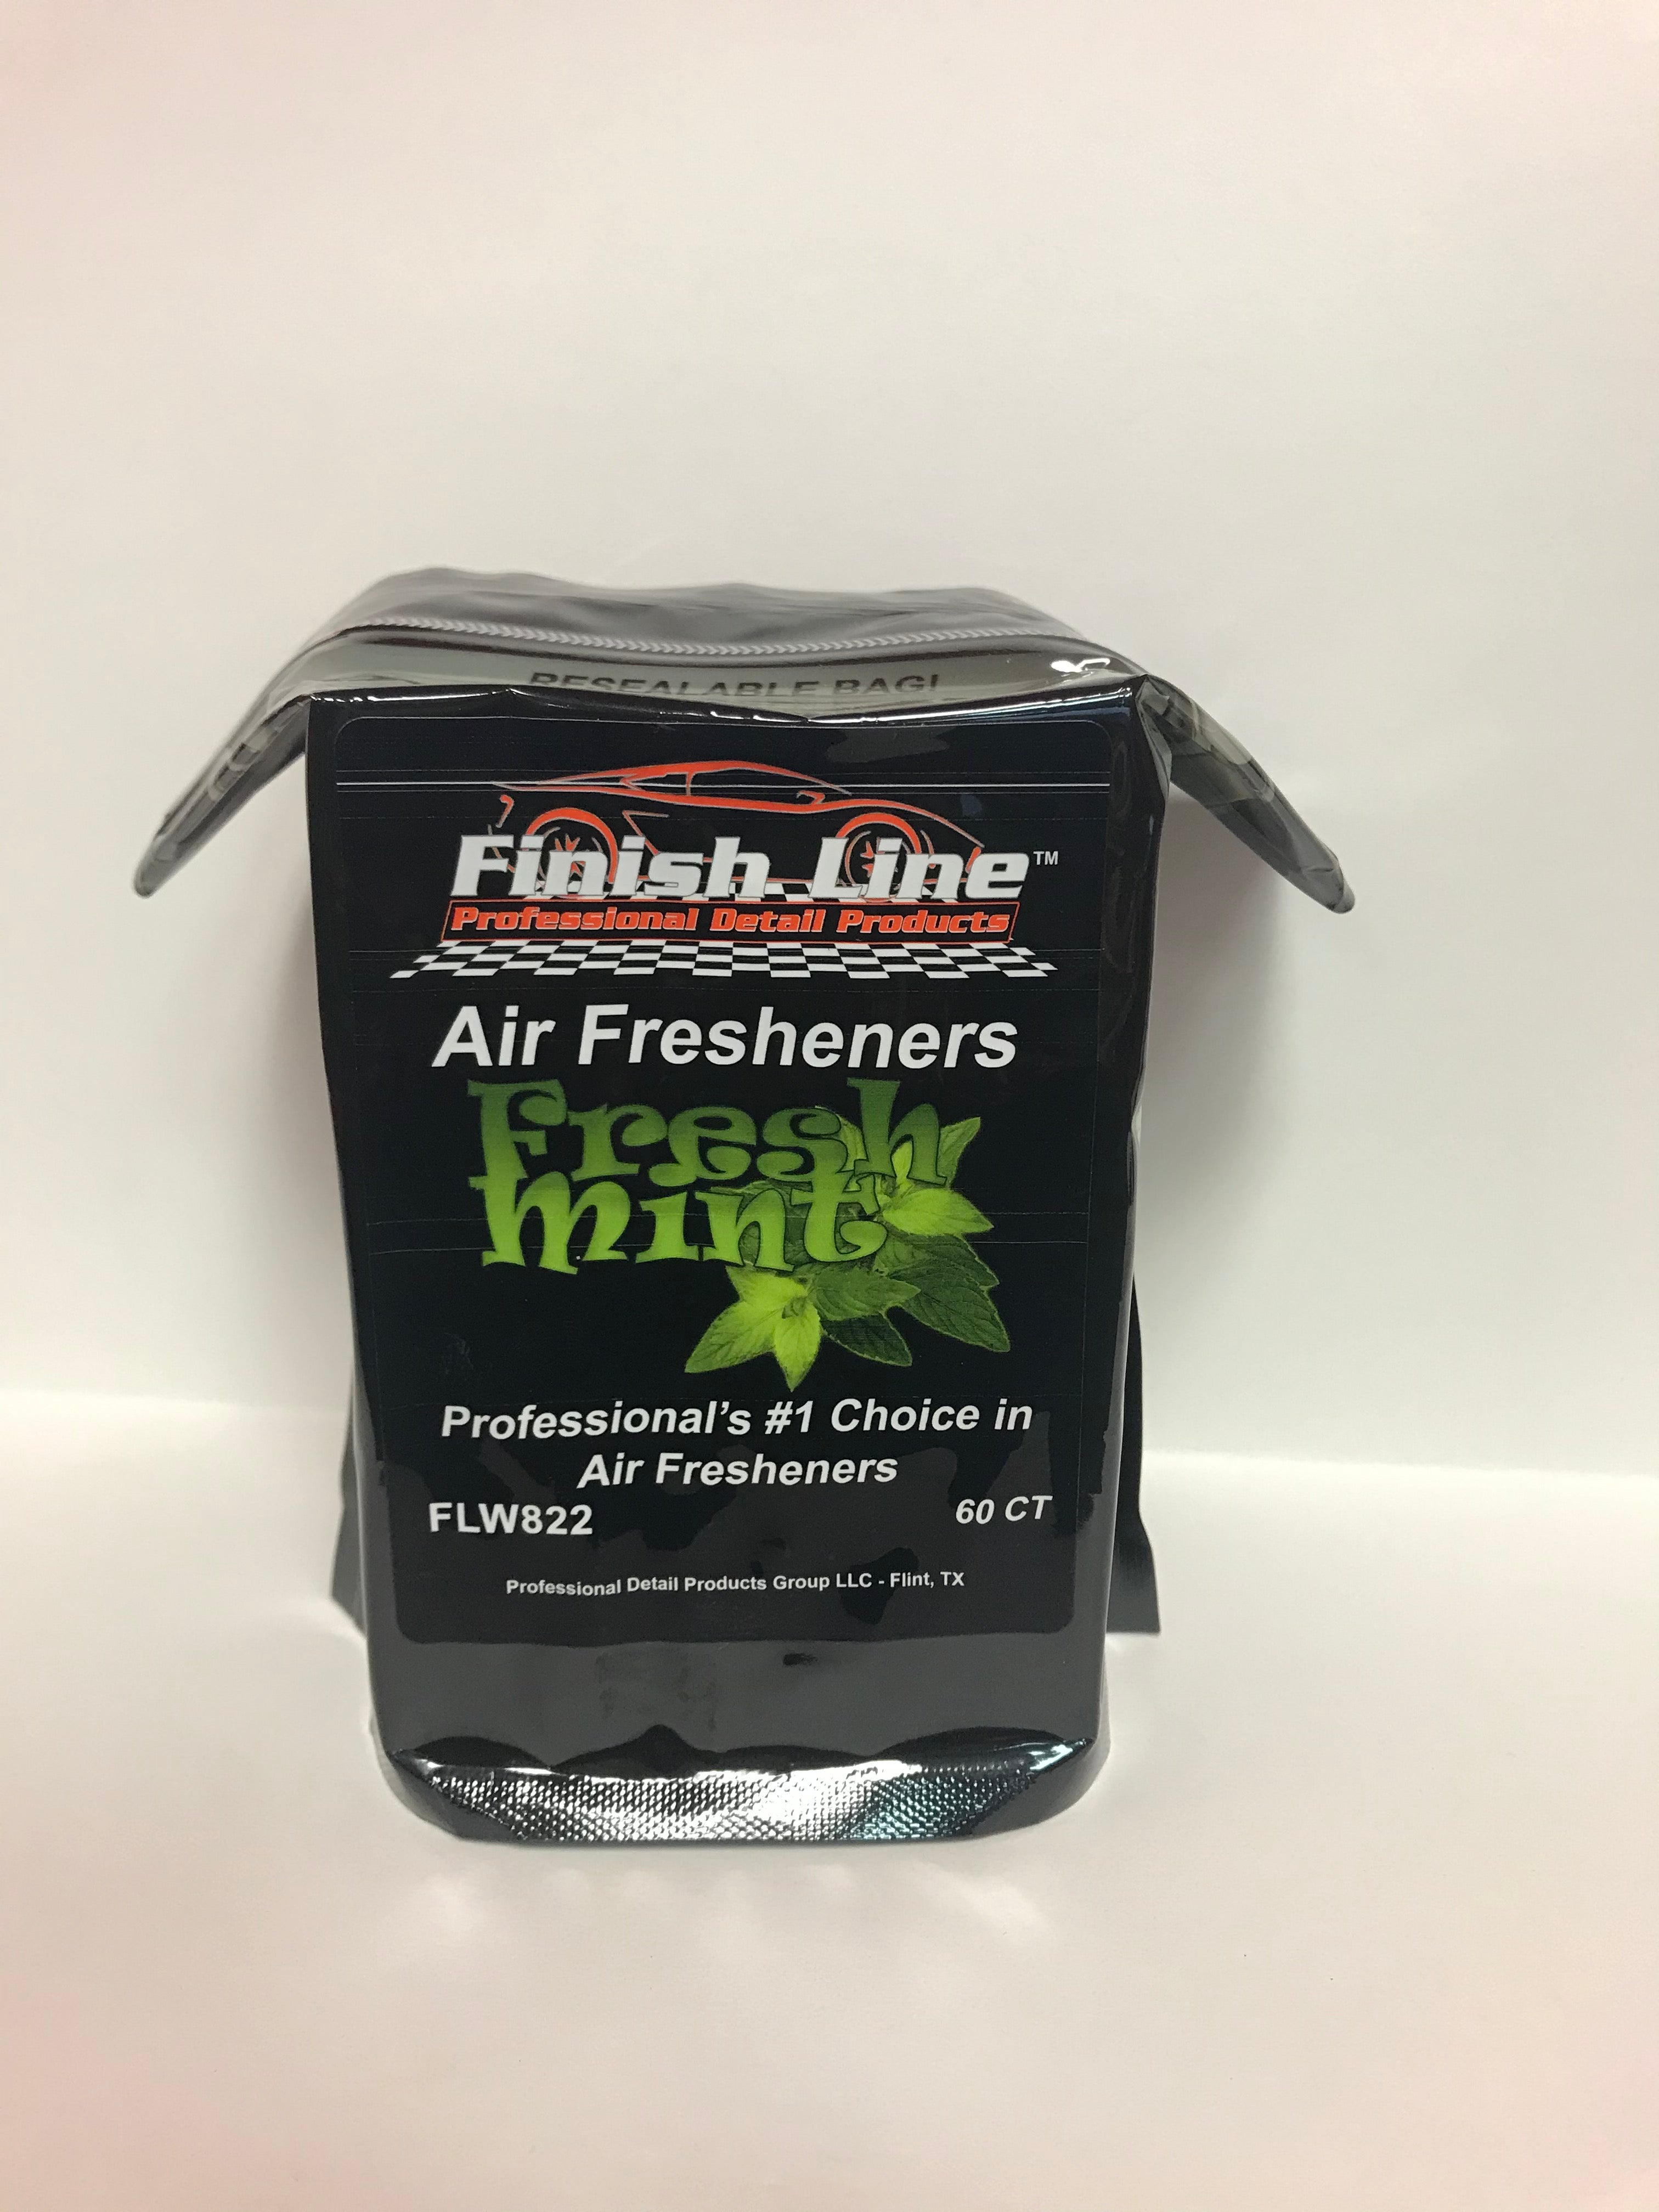 RESEALABLE BAG!
Finish Line™
Professional Detail Products
Air Fresheners
Fresh
mint
Professional's #1 Choice in
Air Fresheners
FLW822 60 CT
Professional Detail Products Group LLC - Flint, TX